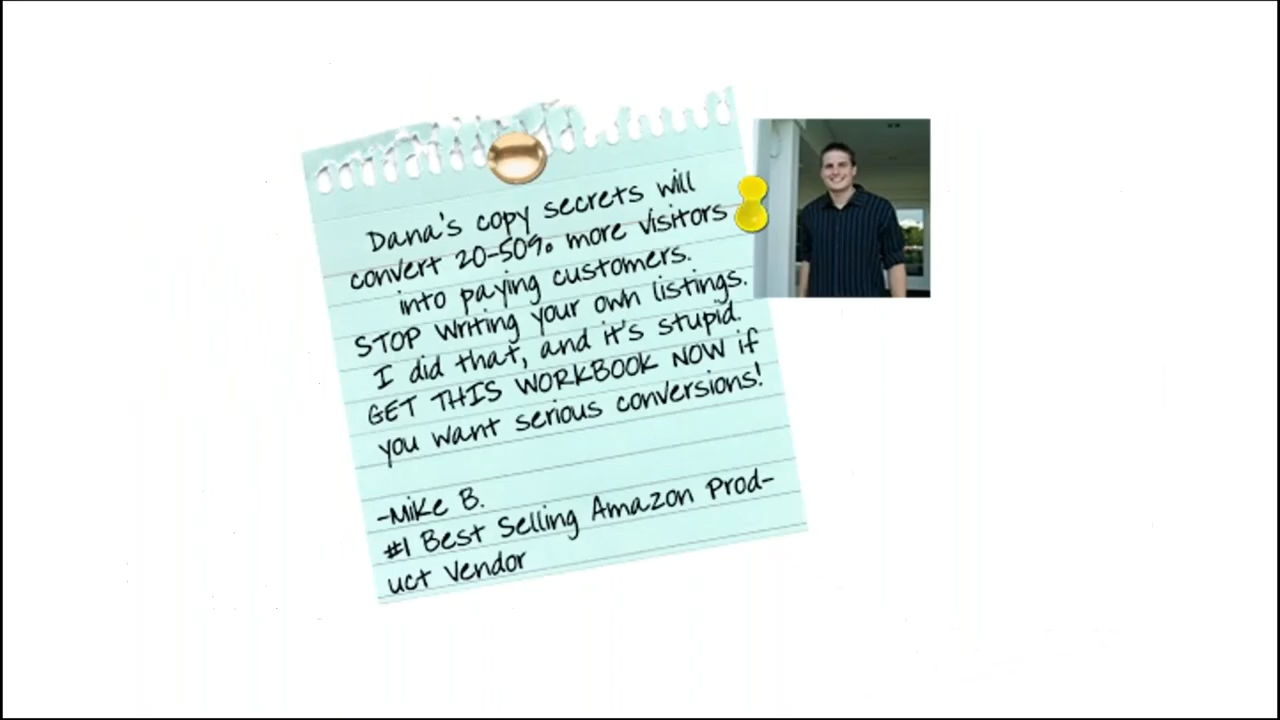 Dana's copy secrets will
convert 20-50% more visitors
into paying customers.
STOP writing your own listings.
I did that, and it's stupid.
GET THIS WORKBOOK NOW if
you want serious conversions!
-Mike B.
#1 Best Selling Amazon Prod-
uct Vendor